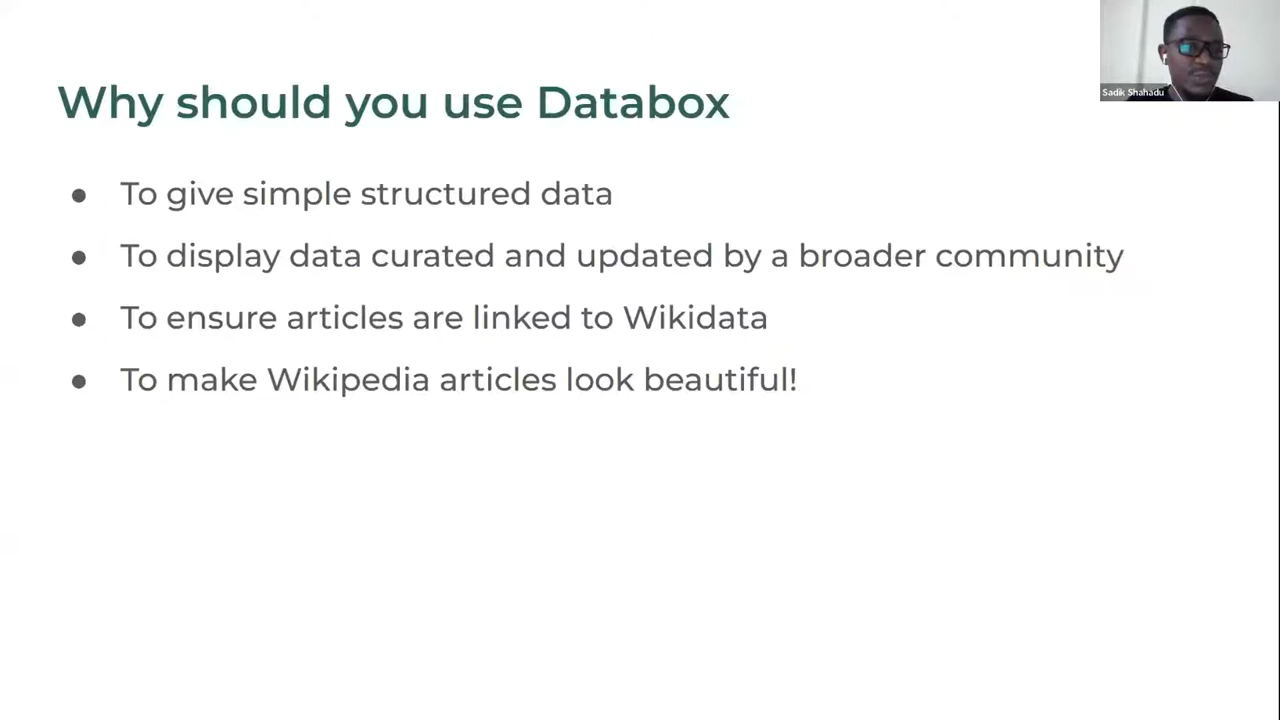 Why should you use Databox
● To give simple structured data
● To display data curated and updated by a broader community
● To ensure articles are linked to Wikidata
● To make Wikipedia articles look beautiful!
Sadik Shahadu